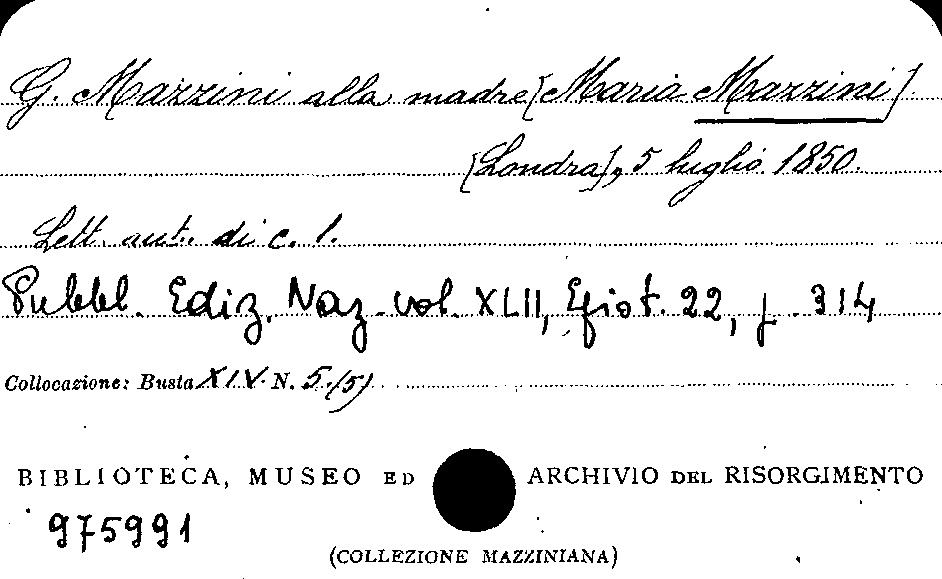 G. Mazzini alla madre [Maria Mazzini]
[Londra], 5 luglio 1850.
Lett. aut. di c. 1.
Pubbl. Ediz. Naz. vol. XLII, Epist. 22, p. 314
Collocazione: Busta XIV. N. 5.(5)
BIBLIOTECA, MUSEO ED ARCHIVIO DEL RISORGIMENTO
975991
(COLLEZIONE MAZZINIANA)